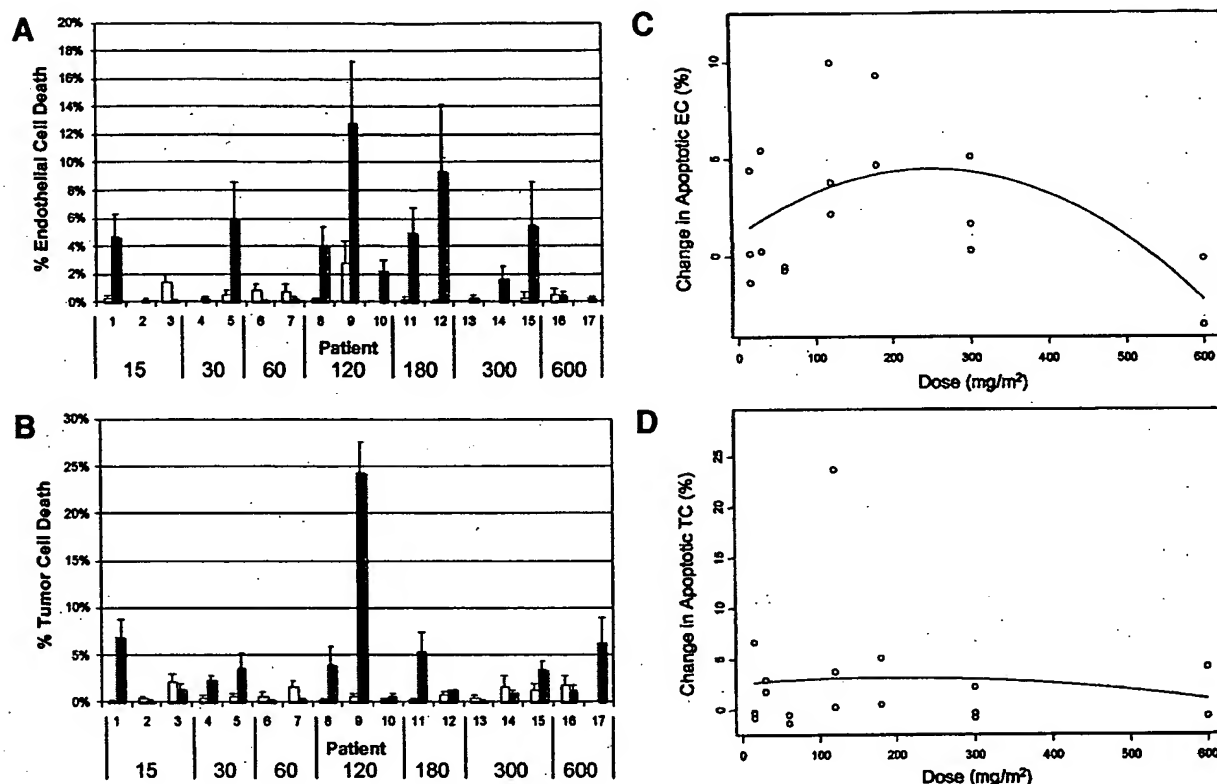 A
% Endothelial Cell Death
20%
18%
16%
14%
12%
10%
8%
6%
4%
2%
0%
1 2 3 4 5 6 7 8 9 10 11 12 13 14 15 16 17
Patient
15 30 60 120 180 300 600
B
% Tumor Cell Death
30%
25%
20%
15%
10%
5%
0%
1 2 3 4 5 6 7 8 9 10 11 12 13 14 15 16 17
Patient
15 30 60 120 180 300 600
C
Change in Apoptotic EC (%)
10
5
0
0 100 200 300 400 500 600
Dose (mg/m²)
D
Change in Apoptotic TC (%)
25
20
15
10
5
0
0 100 200 300 400 500 600
Dose (mg/m²)